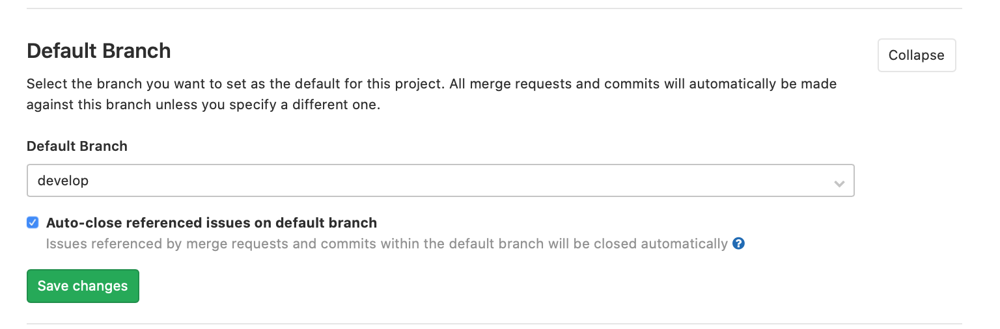 Default Branch
Collapse
Select the branch you want to set as the default for this project. All merge requests and commits will automatically be made
against this branch unless you specify a different one.
Default Branch
develop
Auto-close referenced issues on default branch
Issues referenced by merge requests and commits within the default branch will be closed automatically ?
Save changes